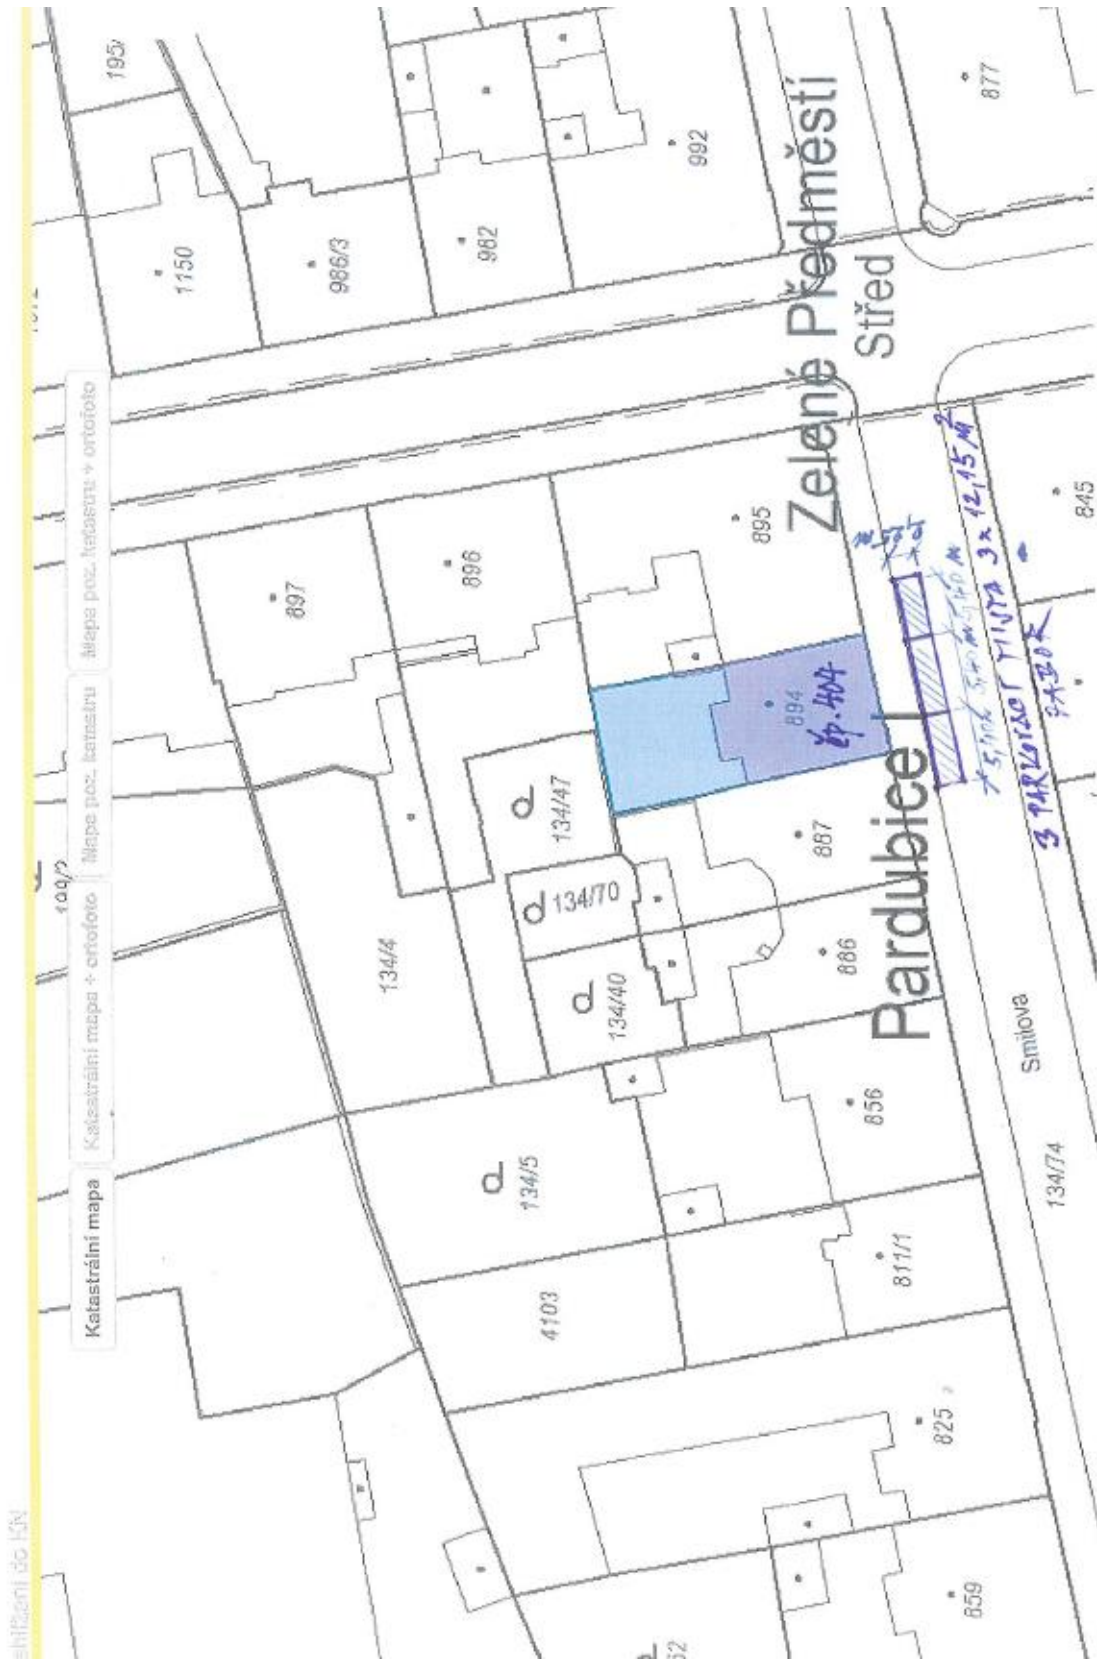 Katastrální mapa
Katastrální mapa + ortofoto
Mapa poz. katastru
Mapa poz. katastru + ortofoto
195/
1150
986/3
982
992
877
897
896
895
894
čp. 404
887
886
856
811/1
825
859
845
134/4
134/47
134/70
134/40
134/5
4103
134/74
Smilova
Zelené Předměstí
Střed
Pardubice I
3 PARKOVACÍ MÍSTA 3 x 12,15 M2
ZÁBOR